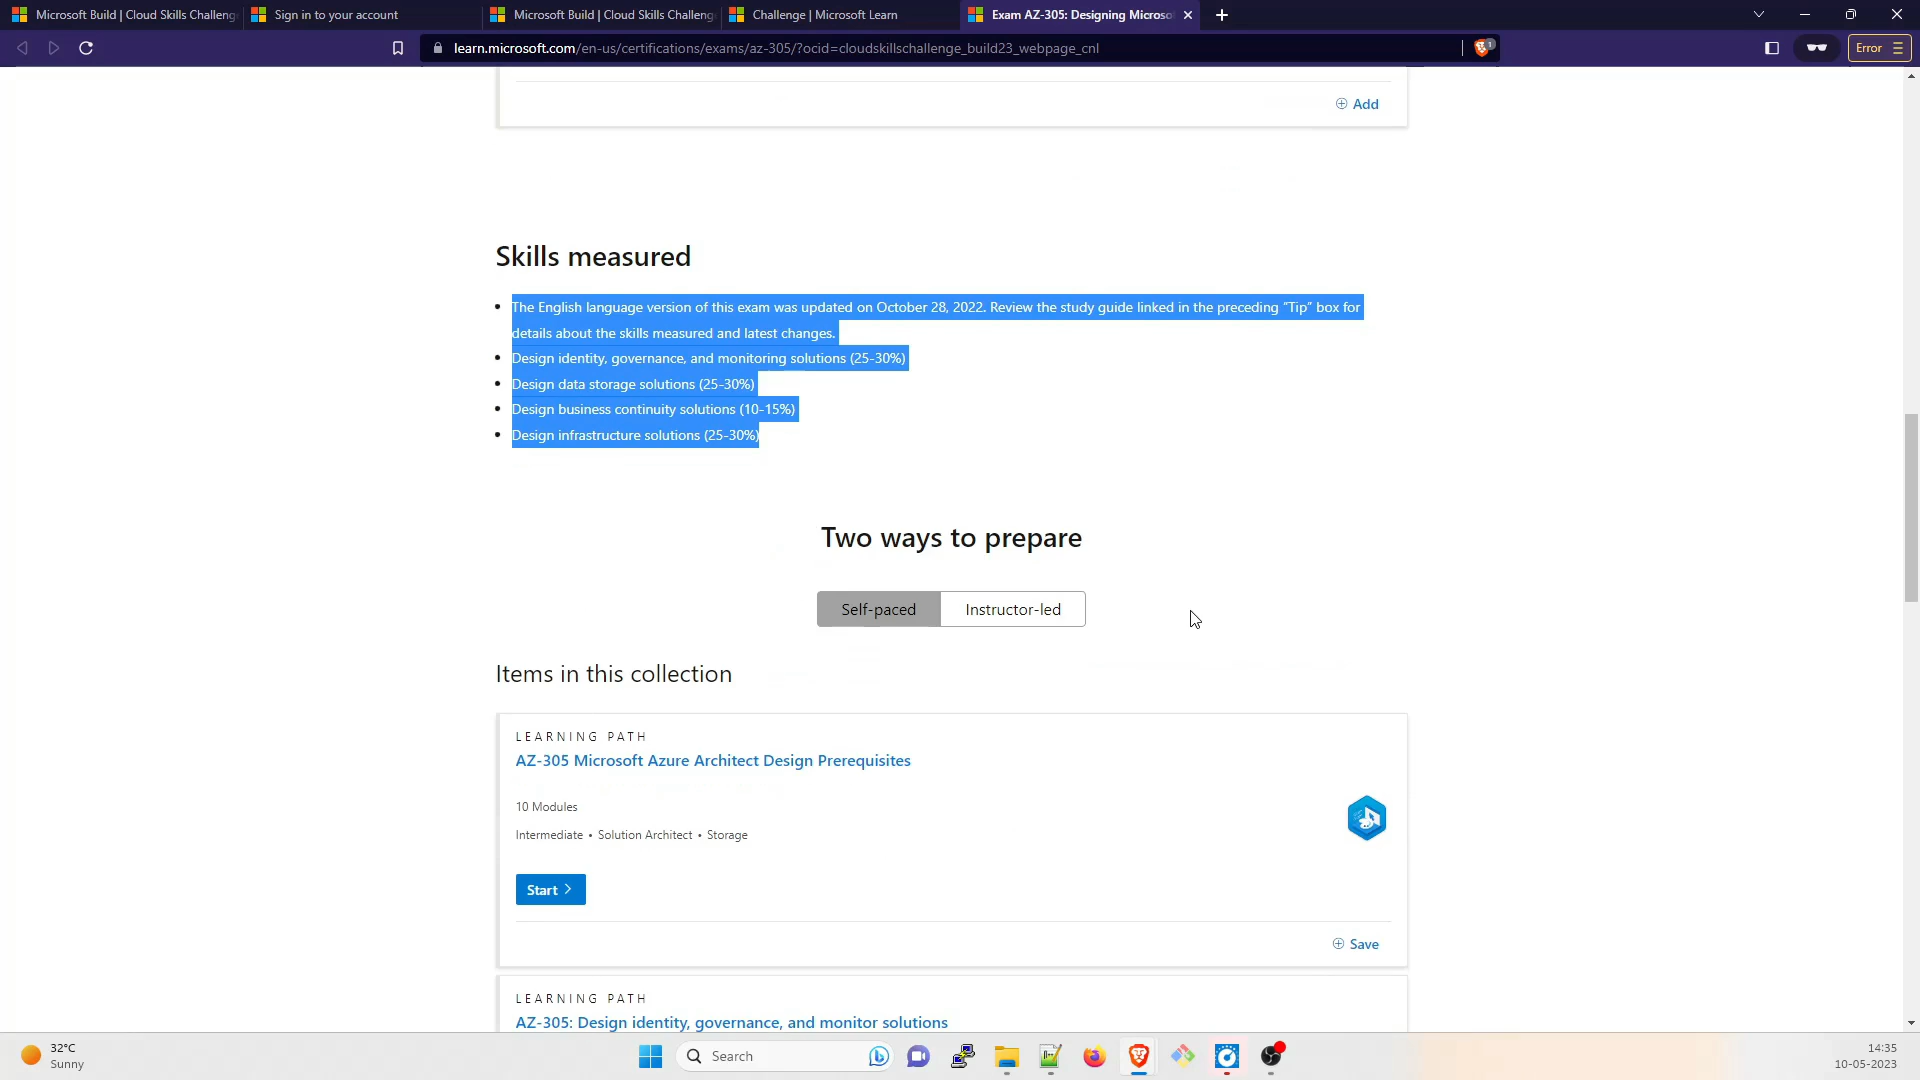 Microsoft Build | Cloud Skills Challeng
Sign in to your account
Microsoft Build | Cloud Skills Challeng
Challenge | Microsoft Learn
Exam AZ-305: Designing Microso
learn.microsoft.com/en-us/certifications/exams/az-305/?ocid=cloudskillschallenge_build23_webpage_cnl
1
Error
Add
Skills measured
The English language version of this exam was updated on October 28, 2022. Review the study guide linked in the preceding “Tip” box for
details about the skills measured and latest changes.
Design identity, governance, and monitoring solutions (25-30%)
Design data storage solutions (25-30%)
Design business continuity solutions (10-15%)
Design infrastructure solutions (25-30%)
Two ways to prepare
Self-paced
Instructor-led
Items in this collection
LEARNING PATH
AZ-305 Microsoft Azure Architect Design Prerequisites
10 Modules
Intermediate • Solution Architect • Storage
Start
Save
LEARNING PATH
AZ-305: Design identity, governance, and monitor solutions
32°C
Sunny
Search
14:35
10-05-2023